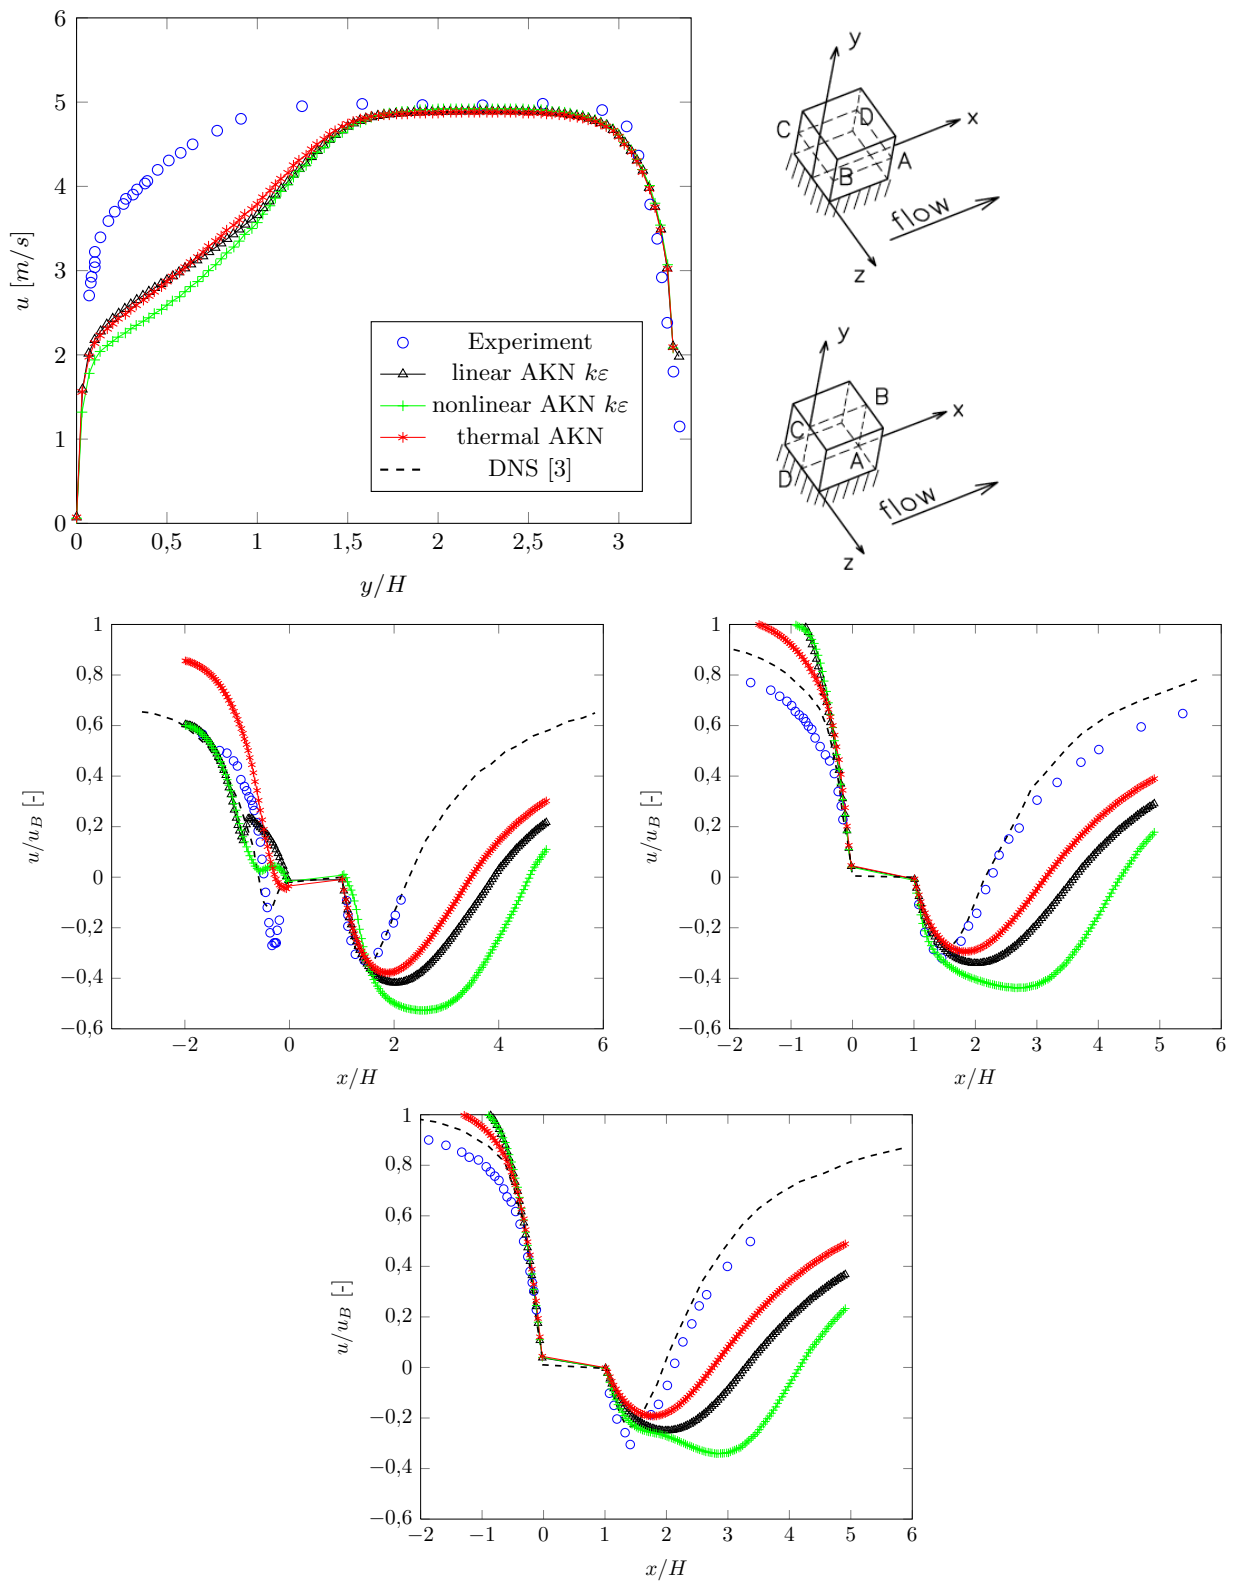 6
5
4
3
2
1
0
u [m/s]
0 0,5 1 1,5 2 2,5 3
y/H
Experiment
linear AKN kε
nonlinear AKN kε
thermal AKN
DNS [3]
y
x
z
C
D
A
B
flow
y
x
z
B
C
A
D
flow
1
0,8
0,6
0,4
0,2
0
−0,2
−0,4
−0,6
u/u_B [-]
−2 0 2 4 6
x/H
1
0,8
0,6
0,4
0,2
0
−0,2
−0,4
−0,6
u/u_B [-]
−2 −1 0 1 2 3 4 5 6
x/H
1
0,8
0,6
0,4
0,2
0
−0,2
−0,4
−0,6
u/u_B [-]
−2 −1 0 1 2 3 4 5 6
x/H